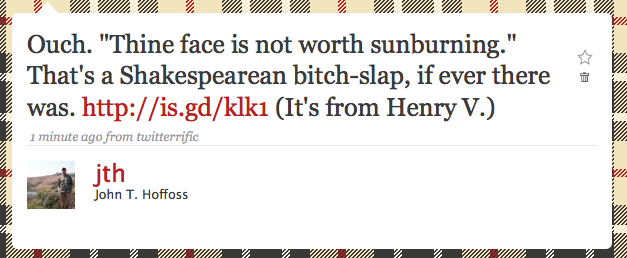 Ouch. "Thine face is not worth sunburning."
That's a Shakespearean bitch-slap, if ever there
was. http://is.gd/klk1 (It's from Henry V.)
1 minute ago from twitterrific
jth
John T. Hoffoss